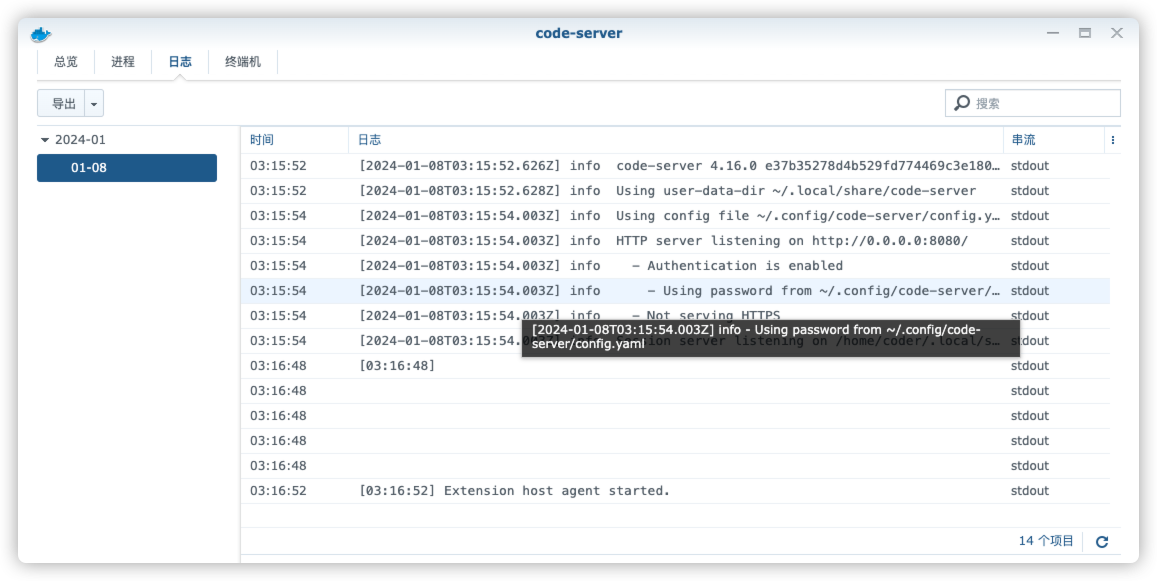 code-server
总览 进程 日志 终端机
导出 搜索
2024-01
01-08
时间 日志 串流
03:15:52 [2024-01-08T03:15:52.626Z] info code-server 4.16.0 e37b35278d4b529fd774469c3e180… stdout
03:15:52 [2024-01-08T03:15:52.628Z] info Using user-data-dir ~/.local/share/code-server stdout
03:15:54 [2024-01-08T03:15:54.003Z] info Using config file ~/.config/code-server/config.y… stdout
03:15:54 [2024-01-08T03:15:54.003Z] info HTTP server listening on http://0.0.0.0:8080/ stdout
03:15:54 [2024-01-08T03:15:54.003Z] info - Authentication is enabled stdout
03:15:54 [2024-01-08T03:15:54.003Z] info - Using password from ~/.config/code-server/… stdout
03:15:54 [2024-01-08T03:15:54.003Z] info - Not serving HTTPS stdout
[2024-01-08T03:15:54.003Z] info - Using password from ~/.config/code-
server/config.yaml
03:15:54 [2024-01-08T03:15:54.0 server listening on /home/coder/.local/s… stdout
03:16:48 [03:16:48] stdout
03:16:48 stdout
03:16:48 stdout
03:16:48 stdout
03:16:48 stdout
03:16:52 [03:16:52] Extension host agent started. stdout
14 个项目